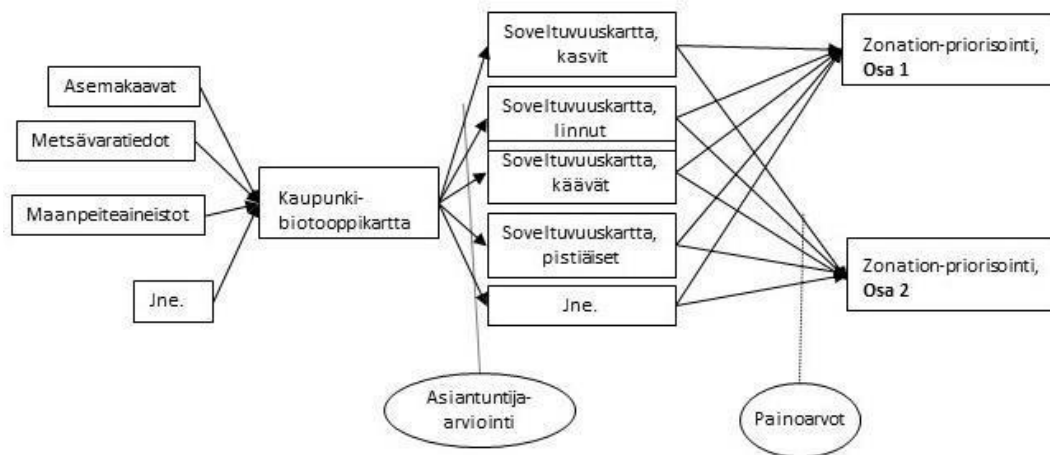 Asemakaavat
Metsävaratiedot
Maanpeiteaineistot
Jne.
Kaupunki-
biotooppikartta
Soveltuvuuskartta,
kasvit
Soveltuvuuskartta,
linnut
Soveltuvuuskartta,
käävät
Soveltuvuuskartta,
pistiäiset
Jne.
Asiantuntija-
arviointi
Zonation-priorisointi,
Osa 1
Zonation-priorisointi,
Osa 2
Painoarvot